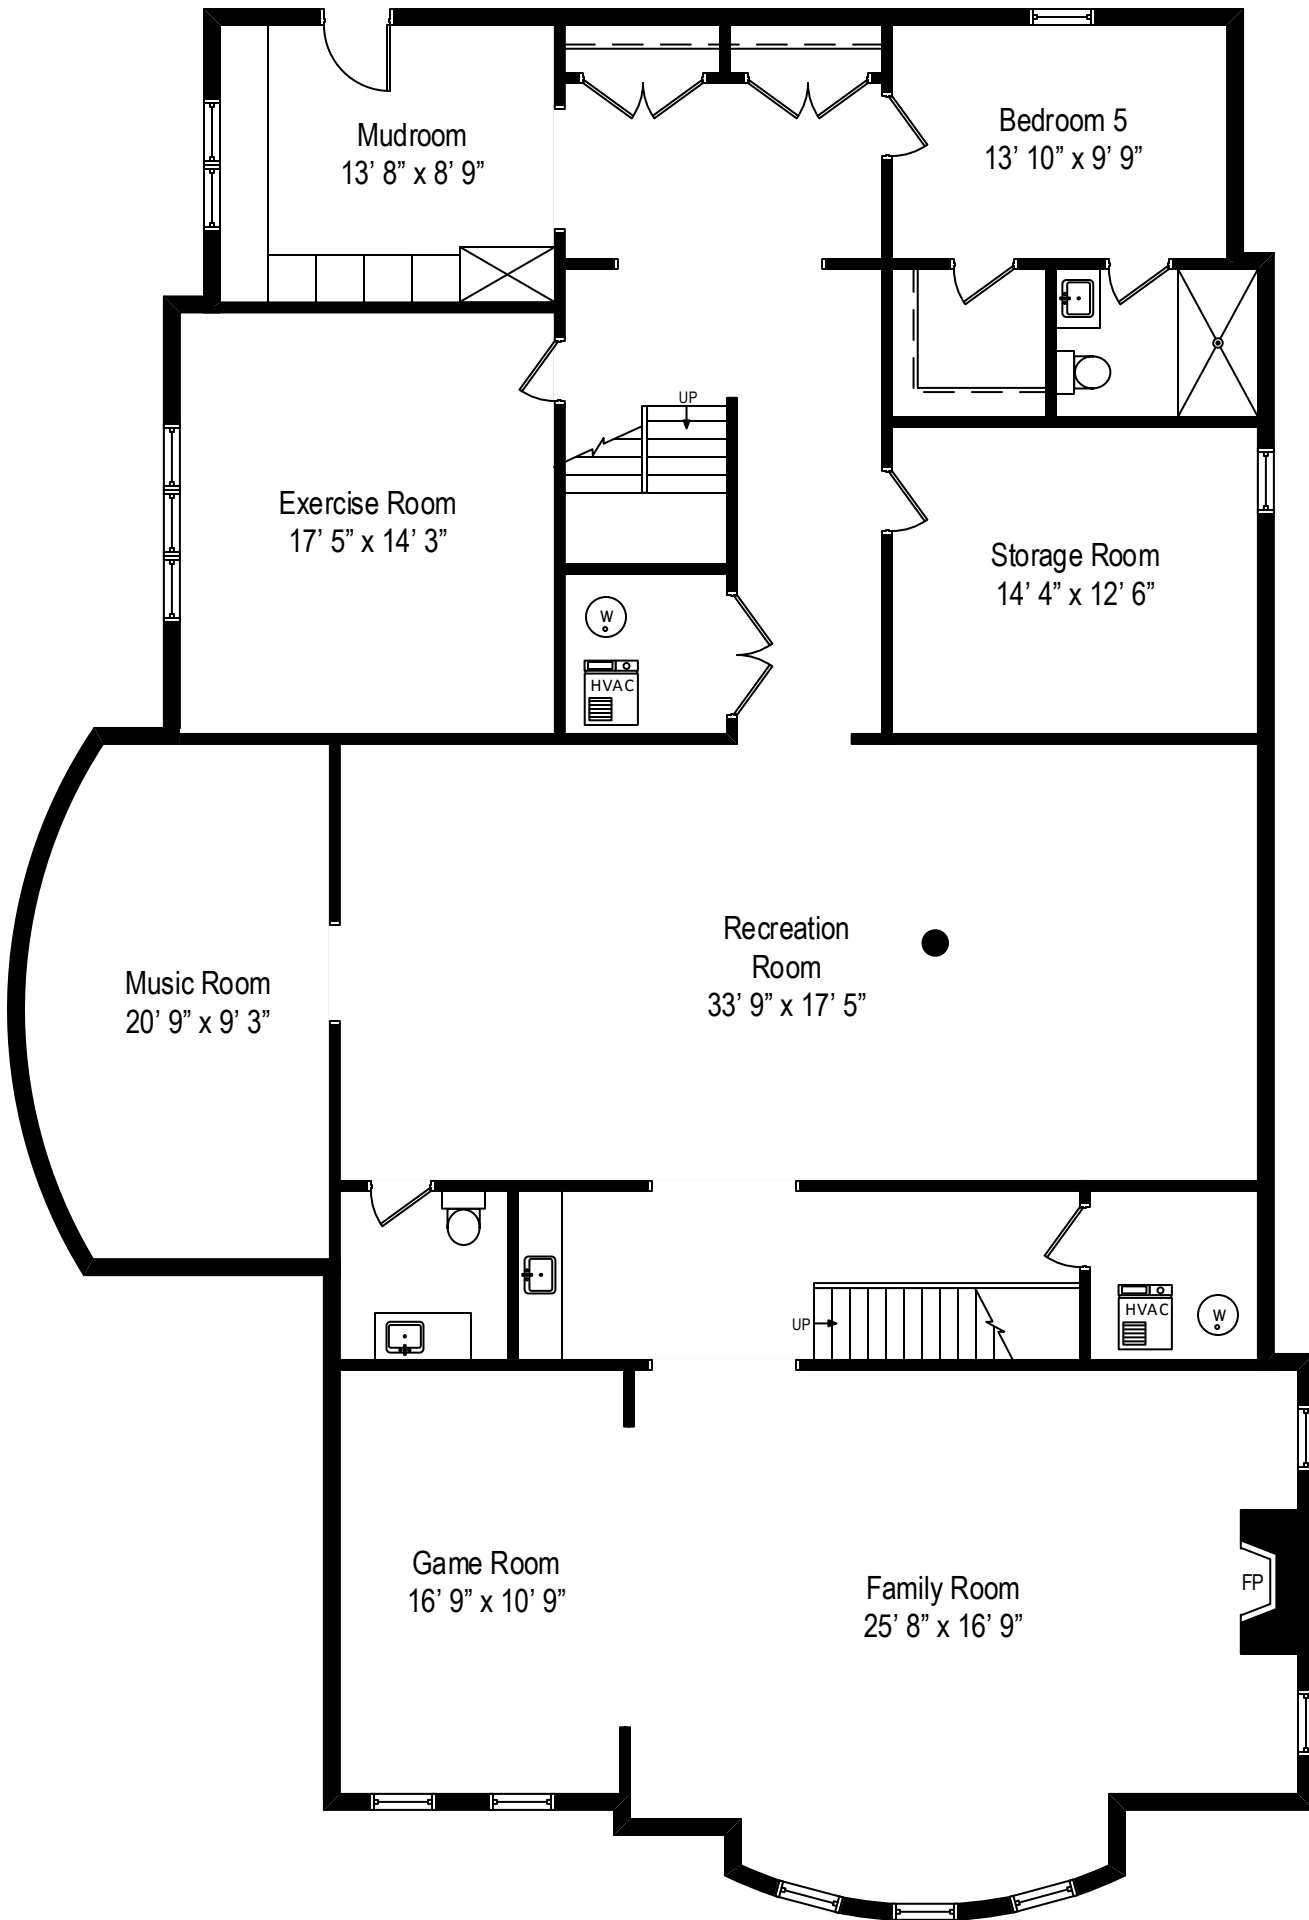 Mudroom
13’ 8” x 8’ 9”
Bedroom 5
13’ 10” x 9’ 9”
UP
Exercise Room
17’ 5” x 14’ 3”
Storage Room
14’ 4” x 12’ 6”
W
HVAC
Recreation
Room
33’ 9” x 17’ 5”
Music Room
20’ 9” x 9’ 3”
UP
HVAC
W
Game Room
16’ 9” x 10’ 9”
Family Room
25’ 8” x 16’ 9”
FP